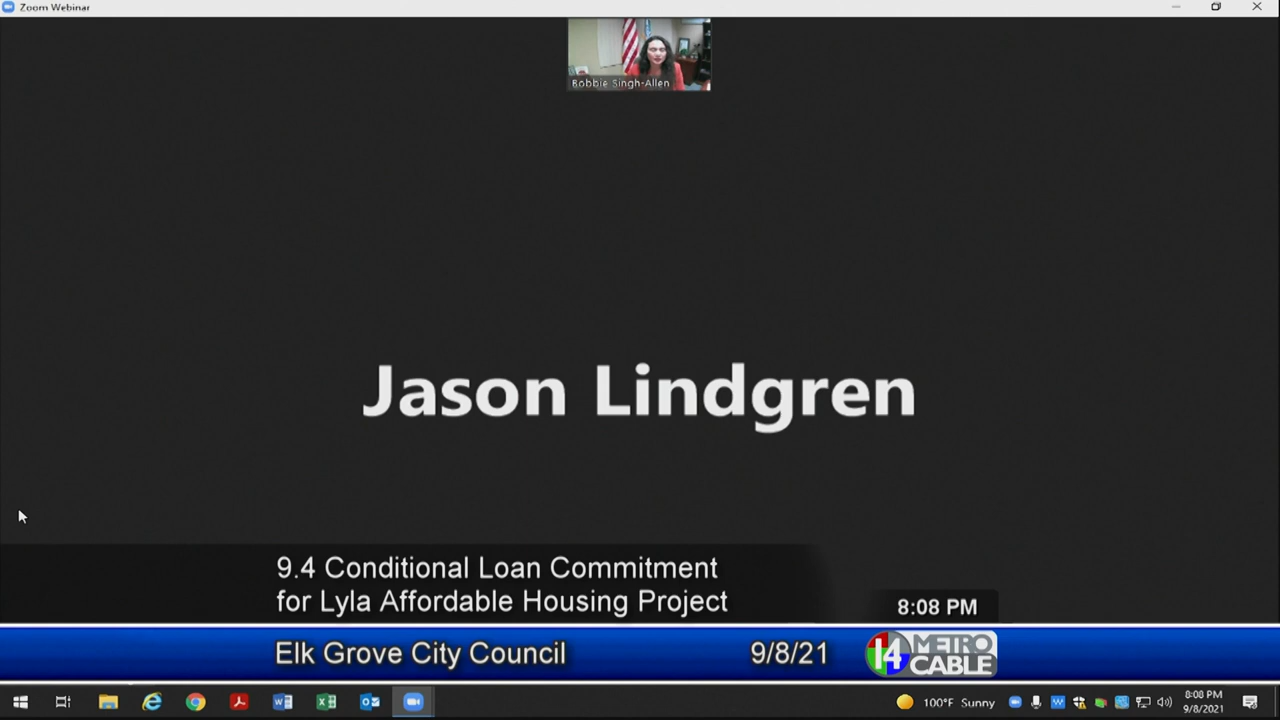 Zoom Webinar
Bobbie Singh-Allen
Jason Lindgren
9.4 Conditional Loan Commitment
for Lyla Affordable Housing Project
8:08 PM
Elk Grove City Council
9/8/21
14 METRO
CABLE
100°F Sunny
8:08 PM
9/8/2021